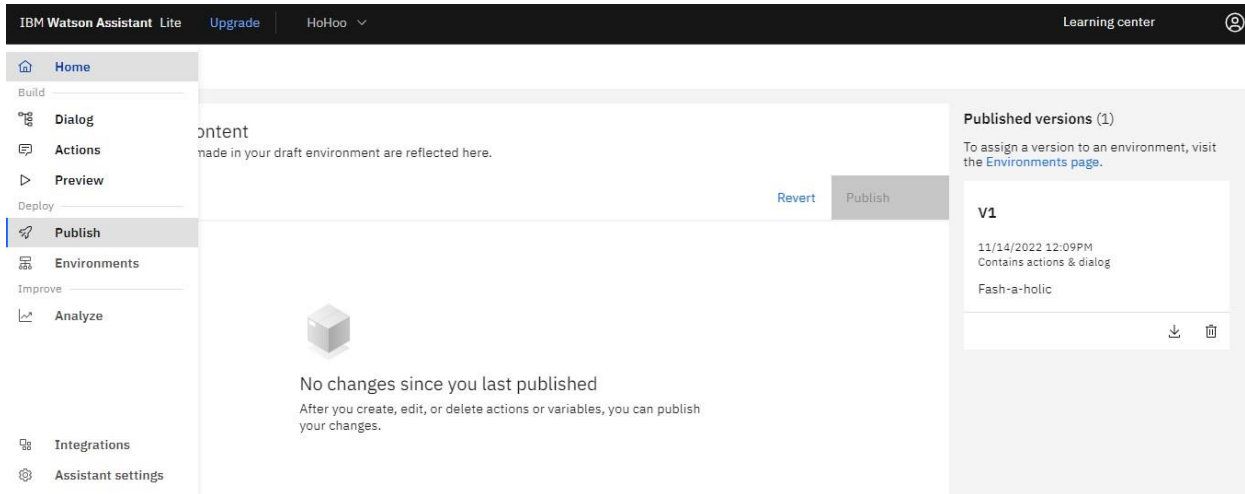 IBM Watson Assistant Lite Upgrade HoHoo Learning center
Home
Build
Dialog
Actions
Preview
Deploy
Publish
Environments
Improve
Analyze
Integrations
Assistant settings
ontent
made in your draft environment are reflected here.
Revert Publish
No changes since you last published
After you create, edit, or delete actions or variables, you can publish
your changes.
Published versions (1)
To assign a version to an environment, visit
the Environments page.
V1
11/14/2022 12:09PM
Contains actions & dialog
Fash-a-holic